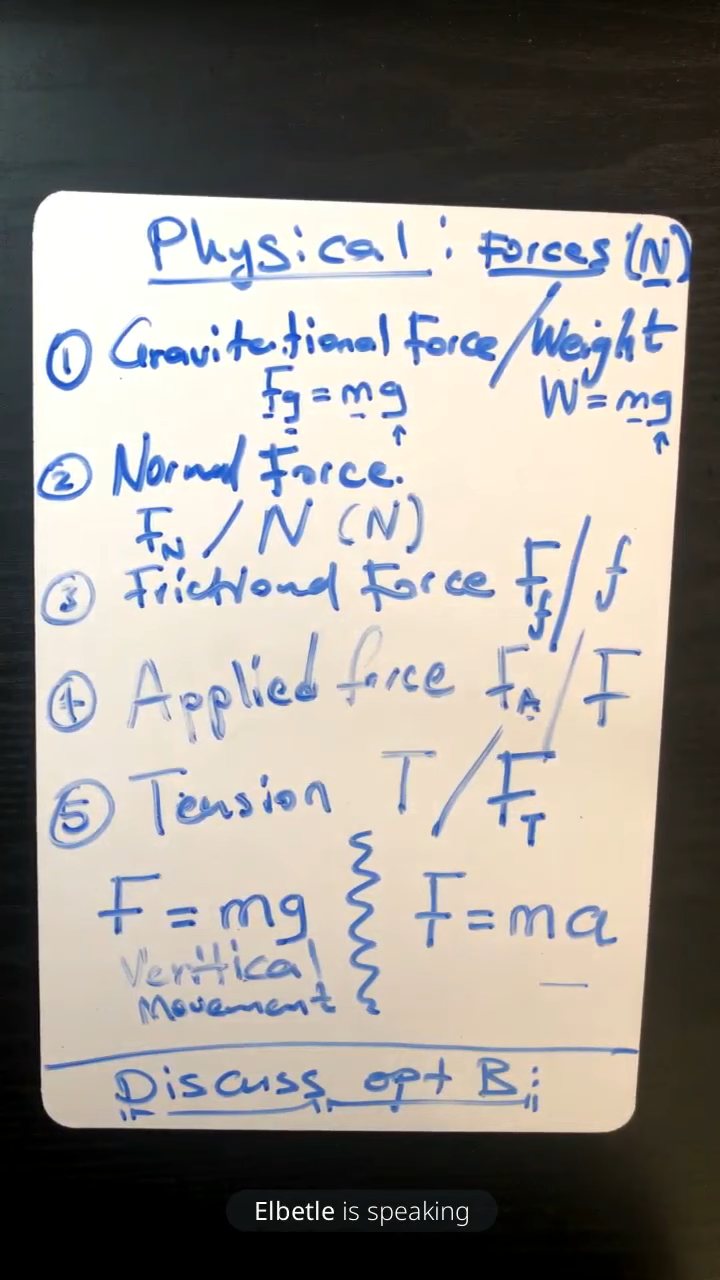 Physical : Forces (N)
① Gravitational Force / Weight
Fg = mg W = mg
② Normal Force.
FN / N (N)
③ Frictional Force Ff / f
④ Applied force FA / F
⑤ Tension T / FT
F = mg F = ma
Vertical
Movement
Discuss opt B:
Elbetle is speaking